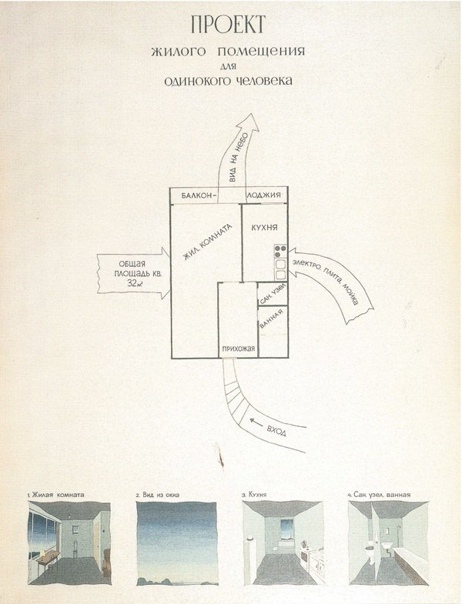 ПРОЕКТ
ЖИЛОГО ПОМЕЩЕНИЯ
ДЛЯ
ОДИНОКОГО ЧЕЛОВЕКА
ВИД НА НЕБО
БАЛКОН-ЛОДЖИЯ
ЖИЛ. КОМНАТА
КУХНЯ
ОБЩАЯ
ПЛОЩАДЬ КВ.
32м²
ЭЛЕКТРО. ПЛИТА, МОЙКА
САН. УЗЕЛ
ВАННАЯ
ПРИХОЖАЯ
ВХОД
1. Жилая комната
2. Вид из окна
3. Кухня
4. Сан. узел, ванная